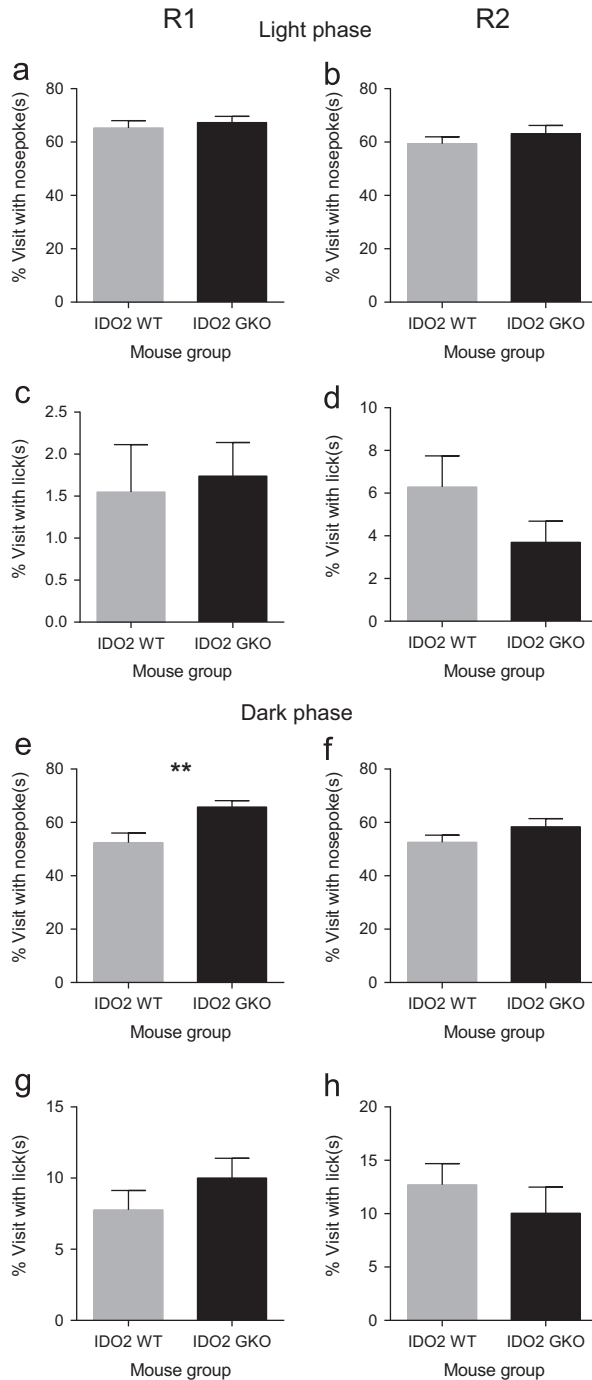 R1 Light phase R2
a
% Visit with nosepoke(s)
80
60
40
20
0
IDO2 WT IDO2 GKO
Mouse group
b
% Visit with nosepoke(s)
80
60
40
20
0
IDO2 WT IDO2 GKO
Mouse group
c
% Visit with lick(s)
2.5
2.0
1.5
1.0
0.5
0.0
IDO2 WT IDO2 GKO
Mouse group
d
% Visit with lick(s)
10
8
6
4
2
0
IDO2 WT IDO2 GKO
Mouse group
Dark phase
e
% Visit with nosepoke(s)
80
60
40
20
0
**
IDO2 WT IDO2 GKO
Mouse group
f
% Visit with nosepoke(s)
80
60
40
20
0
IDO2 WT IDO2 GKO
Mouse group
g
% Visit with lick(s)
15
10
5
0
IDO2 WT IDO2 GKO
Mouse group
h
% Visit with lick(s)
20
15
10
5
0
IDO2 WT IDO2 GKO
Mouse group